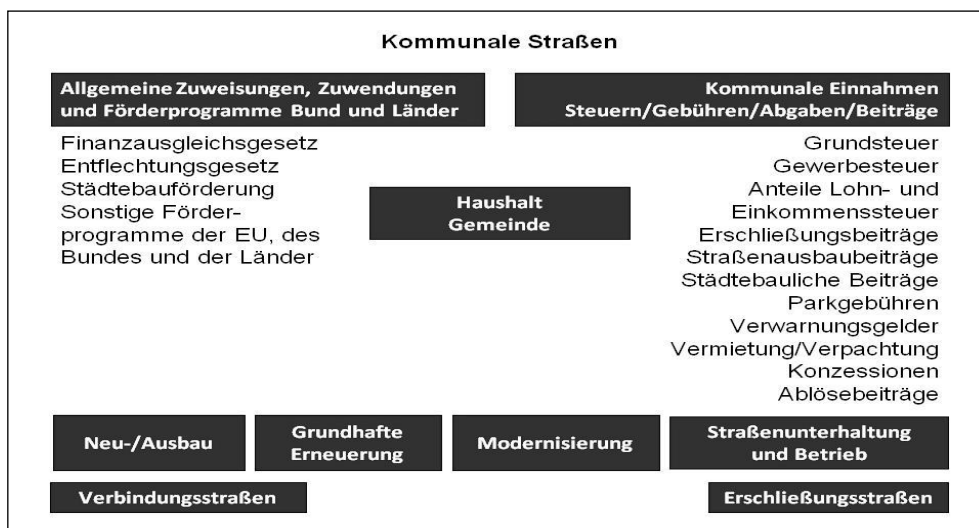 Kommunale Straßen
Allgemeine Zuweisungen, Zuwendungen
und Förderprogramme Bund und Länder
Finanzausgleichsgesetz
Entflechtungsgesetz
Städtebauförderung
Sonstige Förder-
programme der EU, des
Bundes und der Länder
Haushalt
Gemeinde
Kommunale Einnahmen
Steuern/Gebühren/Abgaben/Beiträge
Grundsteuer
Gewerbesteuer
Anteile Lohn- und
Einkommenssteuer
Erschließungsbeiträge
Straßenausbaubeiträge
Städtebauliche Beiträge
Parkgebühren
Verwarnungsgelder
Vermietung/Verpachtung
Konzessionen
Ablösebeiträge
Neu-/Ausbau
Grundhafte
Erneuerung
Modernisierung
Straßenunterhaltung
und Betrieb
Verbindungsstraßen
Erschließungsstraßen